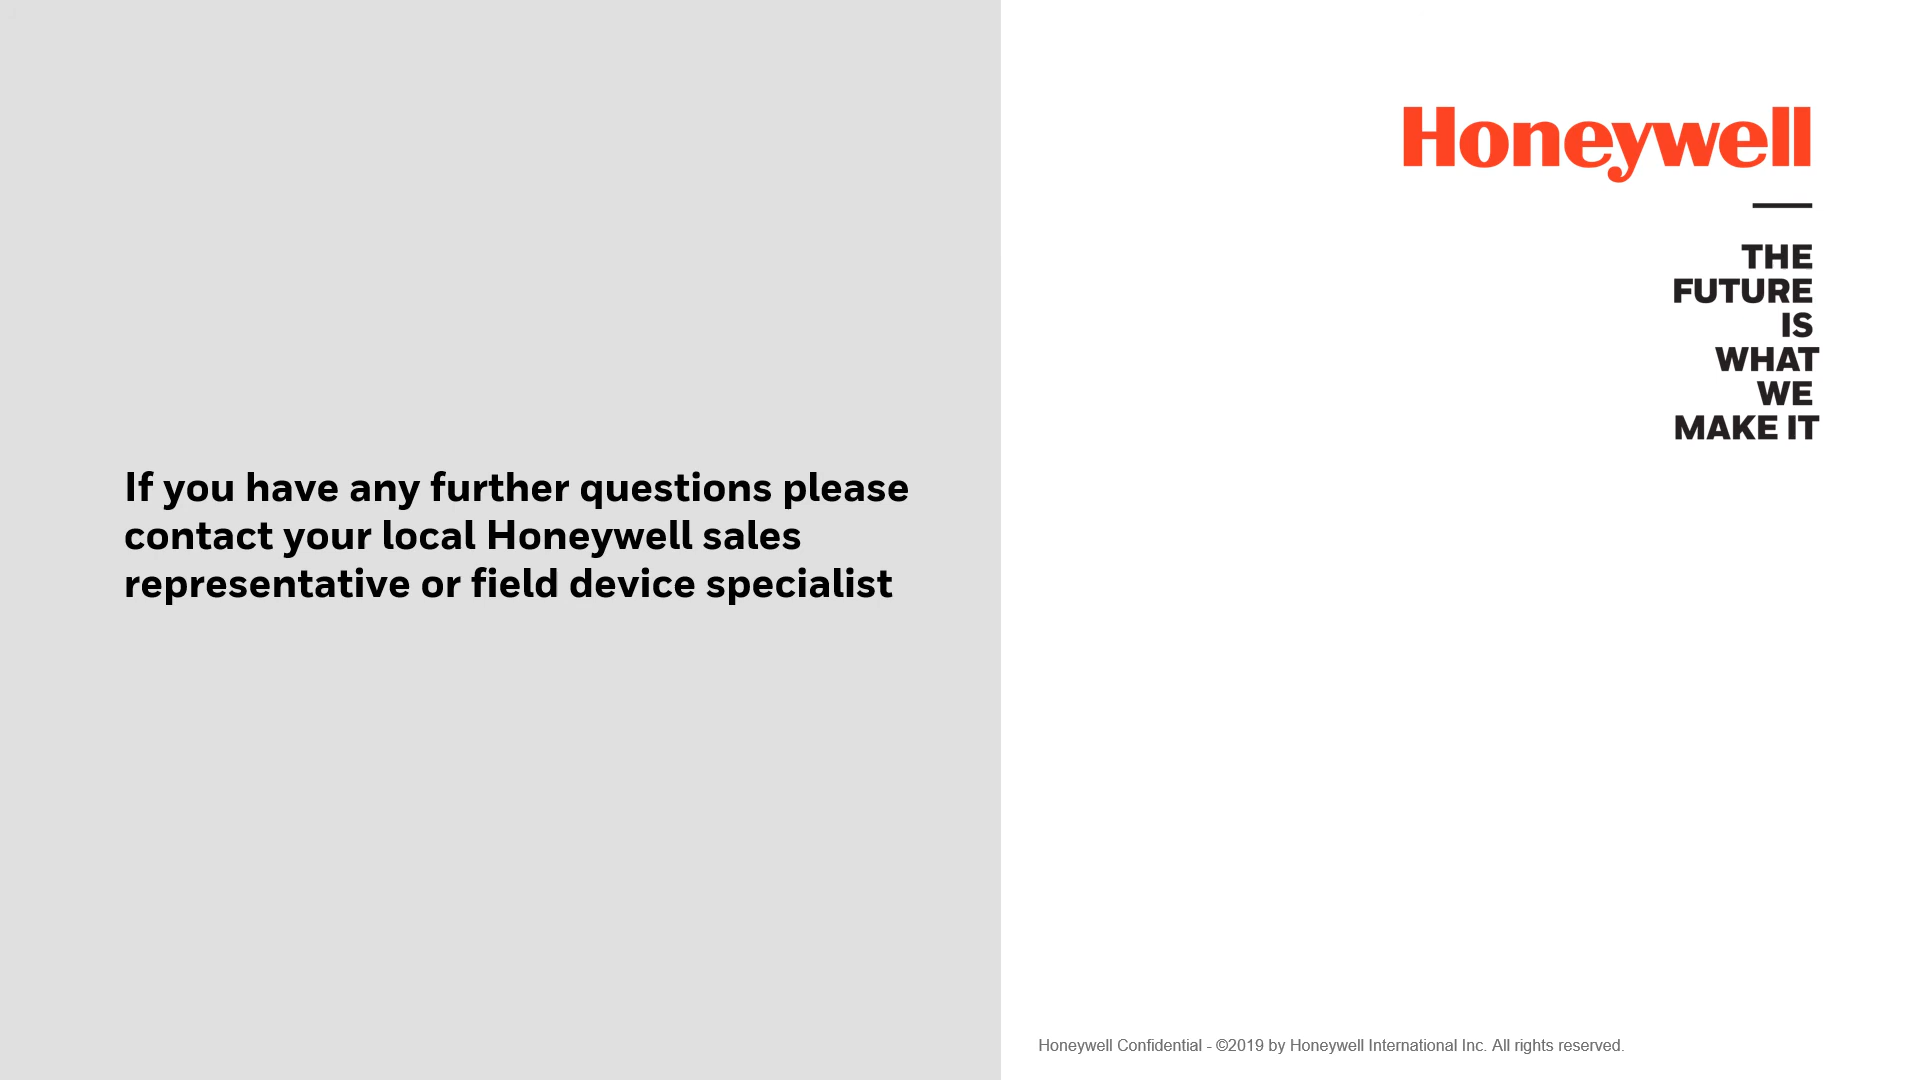 If you have any further questions please
contact your local Honeywell sales
representative or field device specialist
Honeywell
THE
FUTURE
IS
WHAT
WE
MAKE IT
Honeywell Confidential - ©2019 by Honeywell International Inc. All rights reserved.